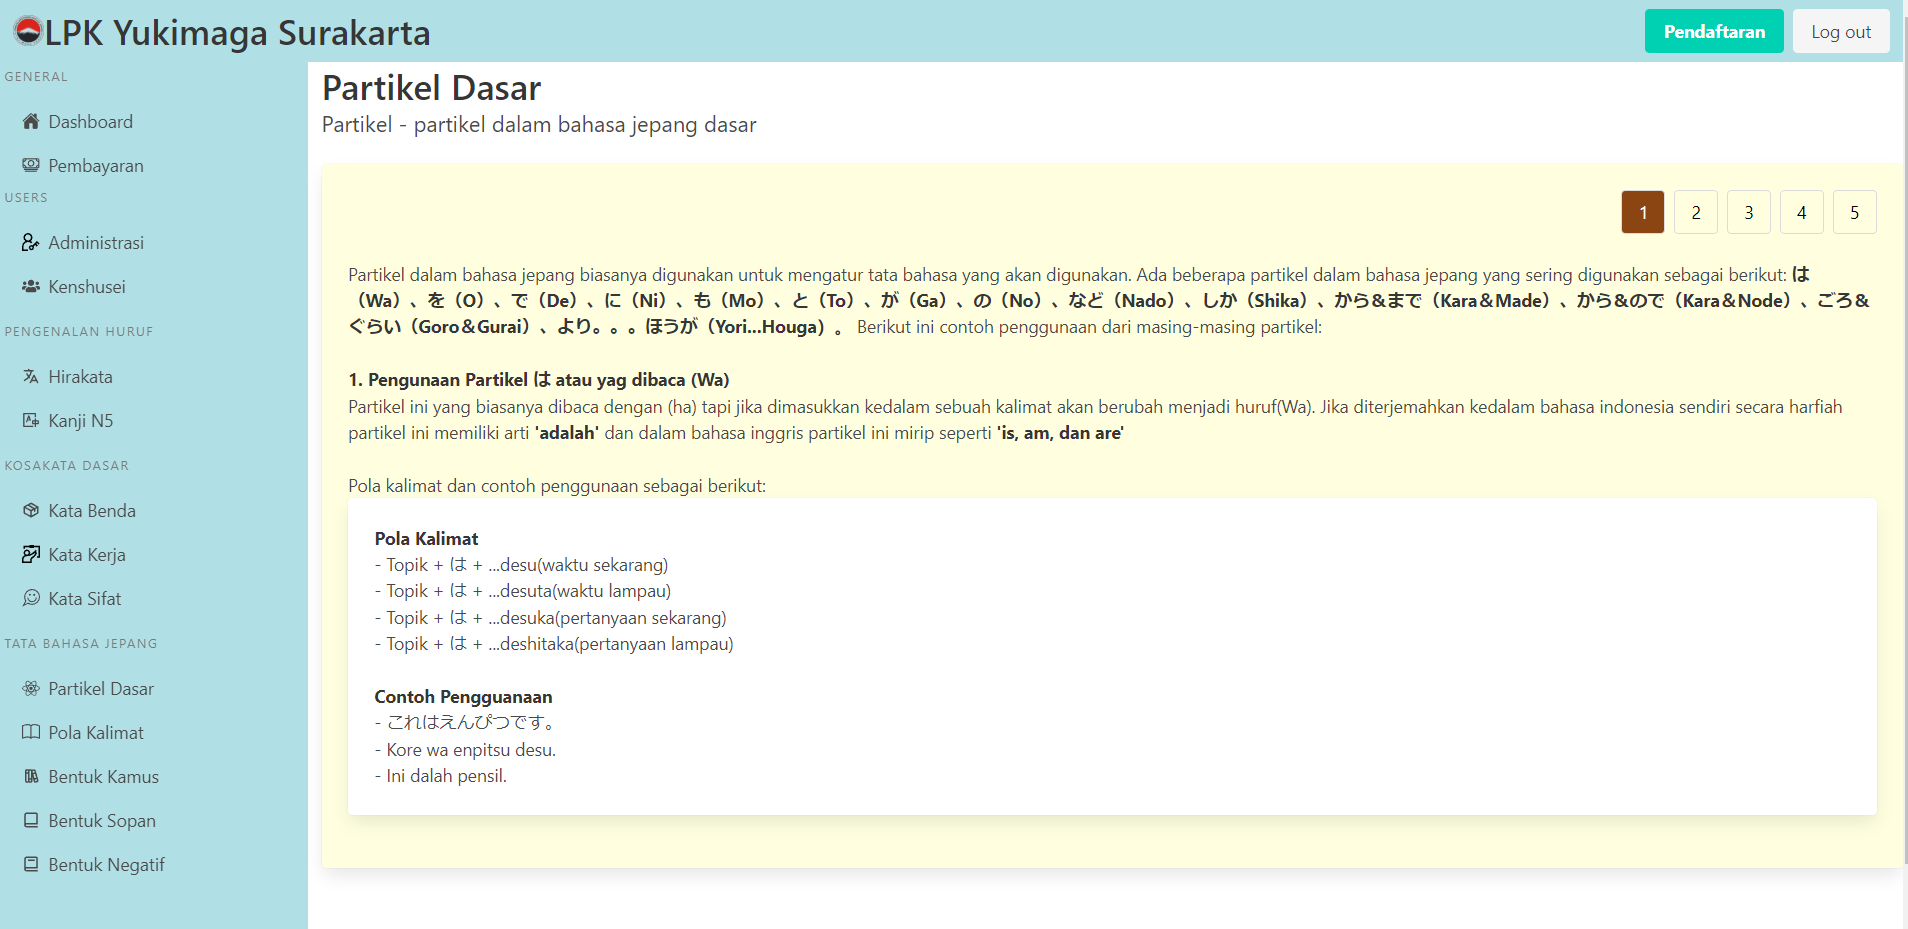 LPK Yukimaga Surakarta
Pendaftaran
Log out
GENERAL
Dashboard
Pembayaran
USERS
Administrasi
Kenshusei
PENGENALAN HURUF
Hirakata
Kanji N5
KOSAKATA DASAR
Kata Benda
Kata Kerja
Kata Sifat
TATA BAHASA JEPANG
Partikel Dasar
Pola Kalimat
Bentuk Kamus
Bentuk Sopan
Bentuk Negatif
Partikel Dasar
Partikel - partikel dalam bahasa jepang dasar
1 2 3 4 5
Partikel dalam bahasa jepang biasanya digunakan untuk mengatur tata bahasa yang akan digunakan. Ada beberapa partikel dalam bahasa jepang yang sering digunakan sebagai berikut: は
（Wa）、を（O）、で（De）、に（Ni）、も（Mo）、と（To）、が（Ga）、の（No）、など（Nado）、しか（Shika）、から＆まで（Kara＆Made）、から&ので（Kara＆Node）、ごろ＆
ぐらい（Goro＆Gurai）、より。。。ほうが（Yori...Houga）。 Berikut ini contoh penggunaan dari masing-masing partikel:
1. Pengunaan Partikel は atau yag dibaca (Wa)
Partikel ini yang biasanya dibaca dengan (ha) tapi jika dimasukkan kedalam sebuah kalimat akan berubah menjadi huruf(Wa). Jika diterjemahkan kedalam bahasa indonesia sendiri secara harfiah
partikel ini memiliki arti 'adalah' dan dalam bahasa inggris partikel ini mirip seperti 'is, am, dan are'
Pola kalimat dan contoh penggunaan sebagai berikut:
Pola Kalimat
- Topik + は + ...desu(waktu sekarang)
- Topik + は + ...desuta(waktu lampau)
- Topik + は + ...desuka(pertanyaan sekarang)
- Topik + は + ...deshitaka(pertanyaan lampau)
Contoh Pengguanaan
- これはえんぴつです。
- Kore wa enpitsu desu.
- Ini dalah pensil.